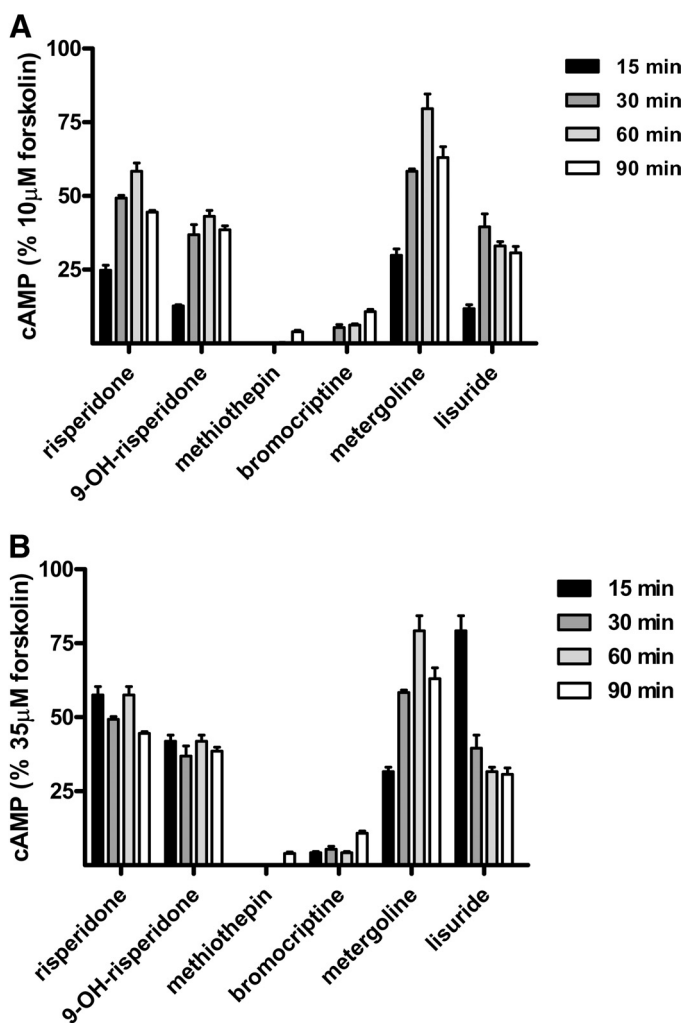 A
cAMP (% 10μM forskolin)
100
75
50
25
15 min
30 min
60 min
90 min
risperidone
9-OH-risperidone
methiothepin
bromocriptine
metergoline
lisuride
B
cAMP (% 35μM forskolin)
100
75
50
25
15 min
30 min
60 min
90 min
risperidone
9-OH-risperidone
methiothepin
bromocriptine
metergoline
lisuride